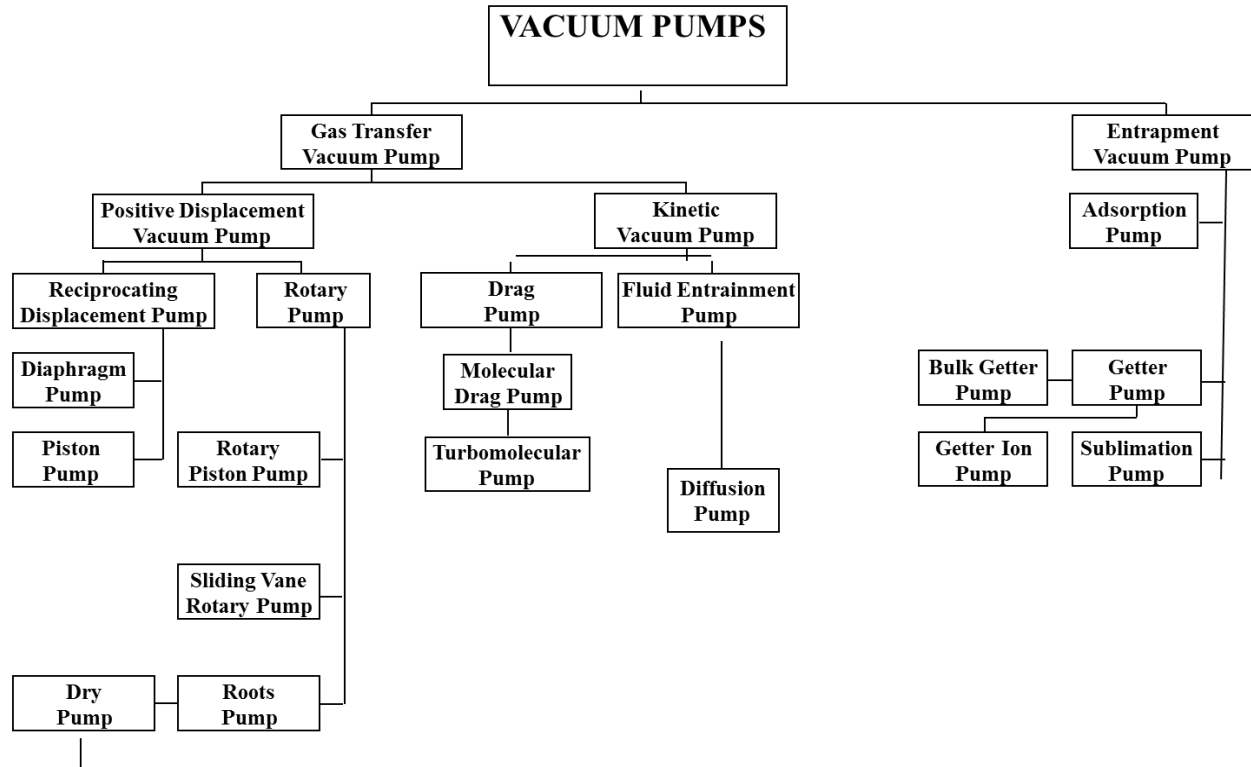 VACUUM PUMPS
Gas Transfer
Vacuum Pump
Entrapment
Vacuum Pump
Positive Displacement
Vacuum Pump
Kinetic
Vacuum Pump
Adsorption
Pump
Reciprocating
Displacement Pump
Rotary
Pump
Drag
Pump
Fluid Entrainment
Pump
Diaphragm
Pump
Molecular
Drag Pump
Bulk Getter
Pump
Getter
Pump
Piston
Pump
Rotary
Piston Pump
Turbomolecular
Pump
Getter Ion
Pump
Sublimation
Pump
Diffusion
Pump
Sliding Vane
Rotary Pump
Dry
Pump
Roots
Pump